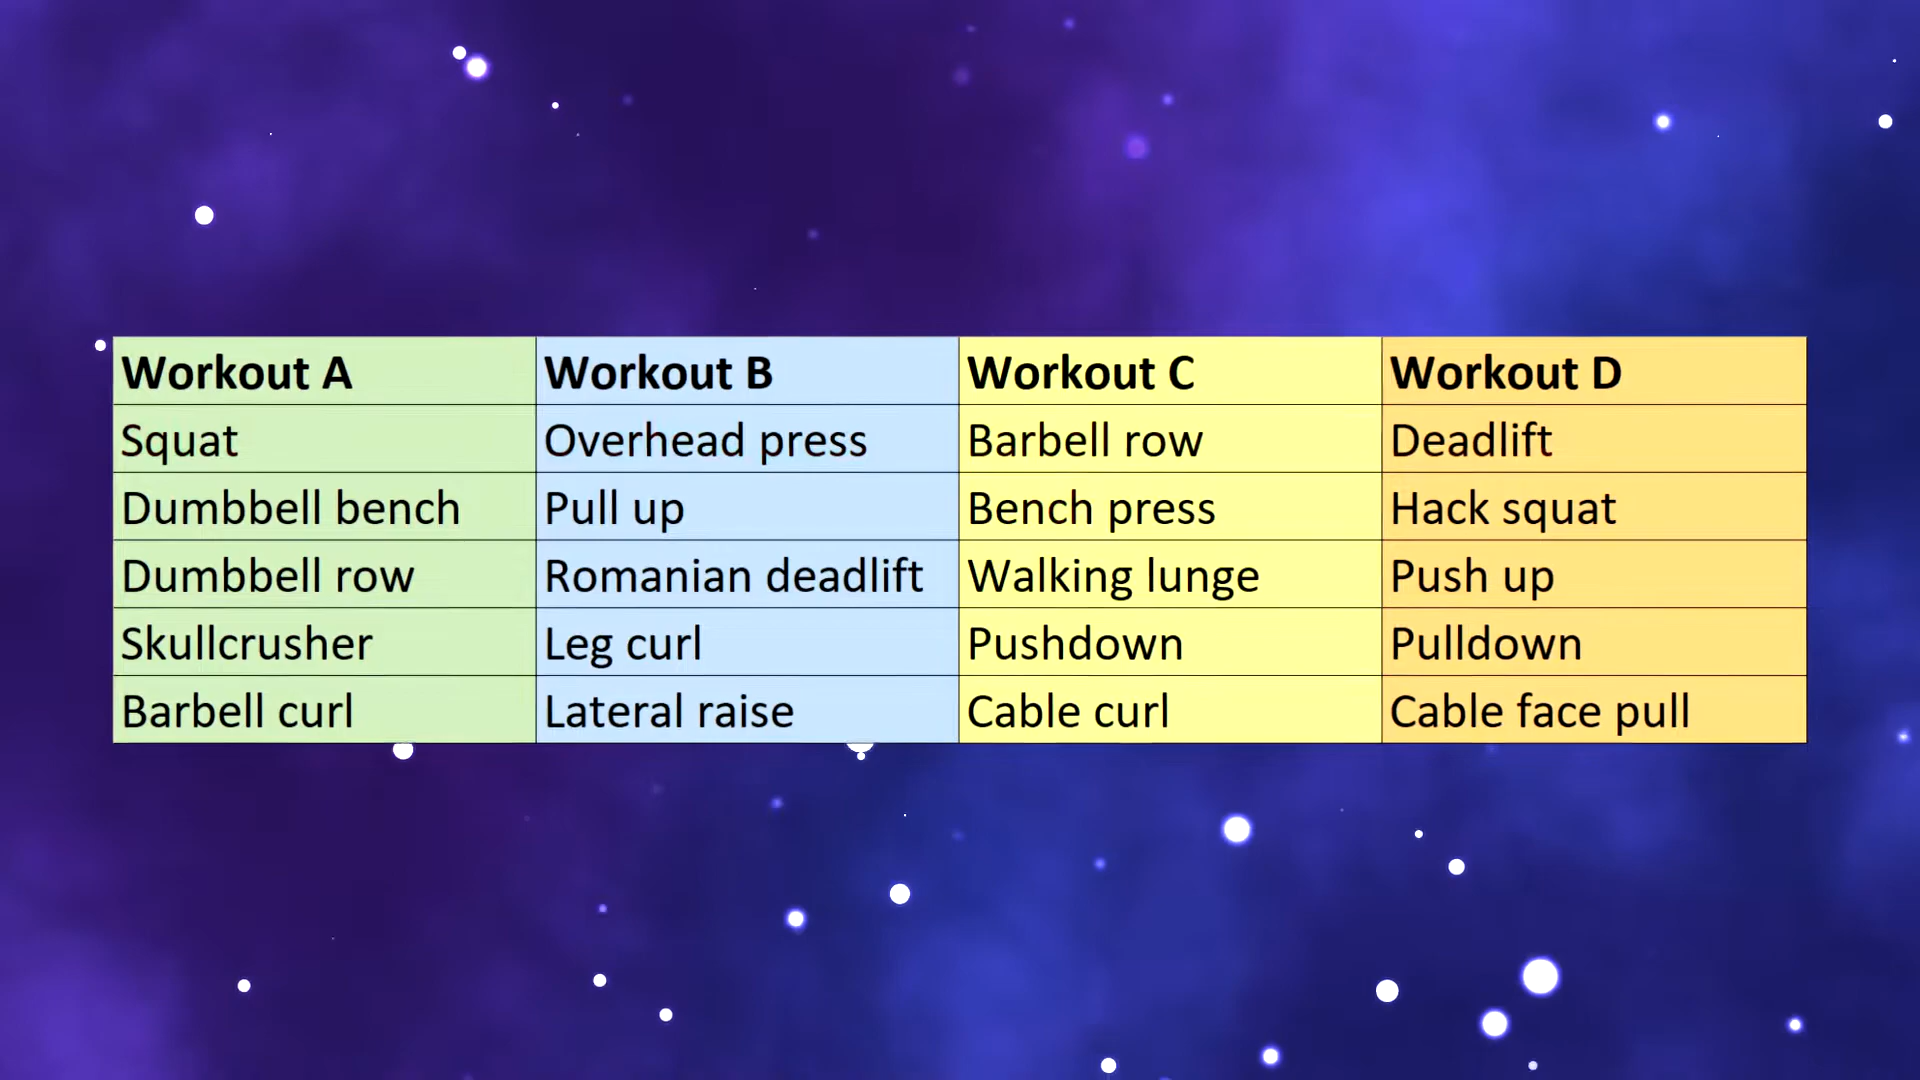 Workout A Workout B Workout C Workout D
Squat Overhead press Barbell row Deadlift
Dumbbell bench Pull up Bench press Hack squat
Dumbbell row Romanian deadlift Walking lunge Push up
Skullcrusher Leg curl Pushdown Pulldown
Barbell curl Lateral raise Cable curl Cable face pull